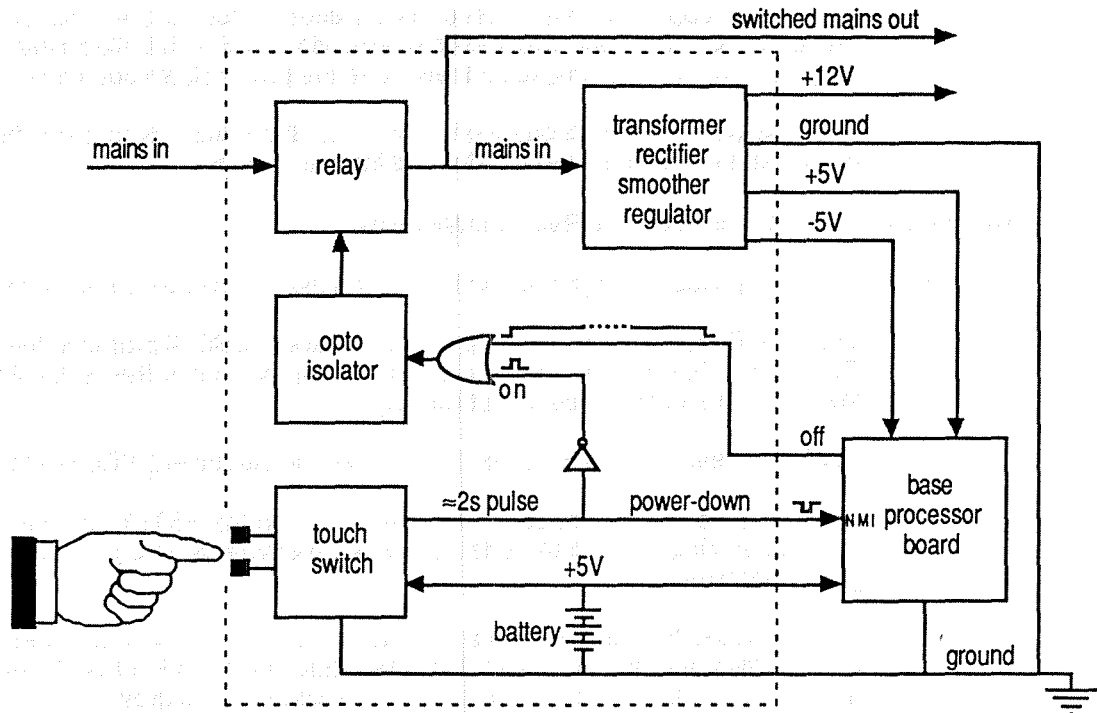 switched mains out
+12V
mains in
relay
mains in
transformer
rectifier
smoother
regulator
ground
+5V
-5V
opto
isolator
on
off
touch
switch
≈2s pulse
power-down
NMI
base
processor
board
+5V
battery
ground